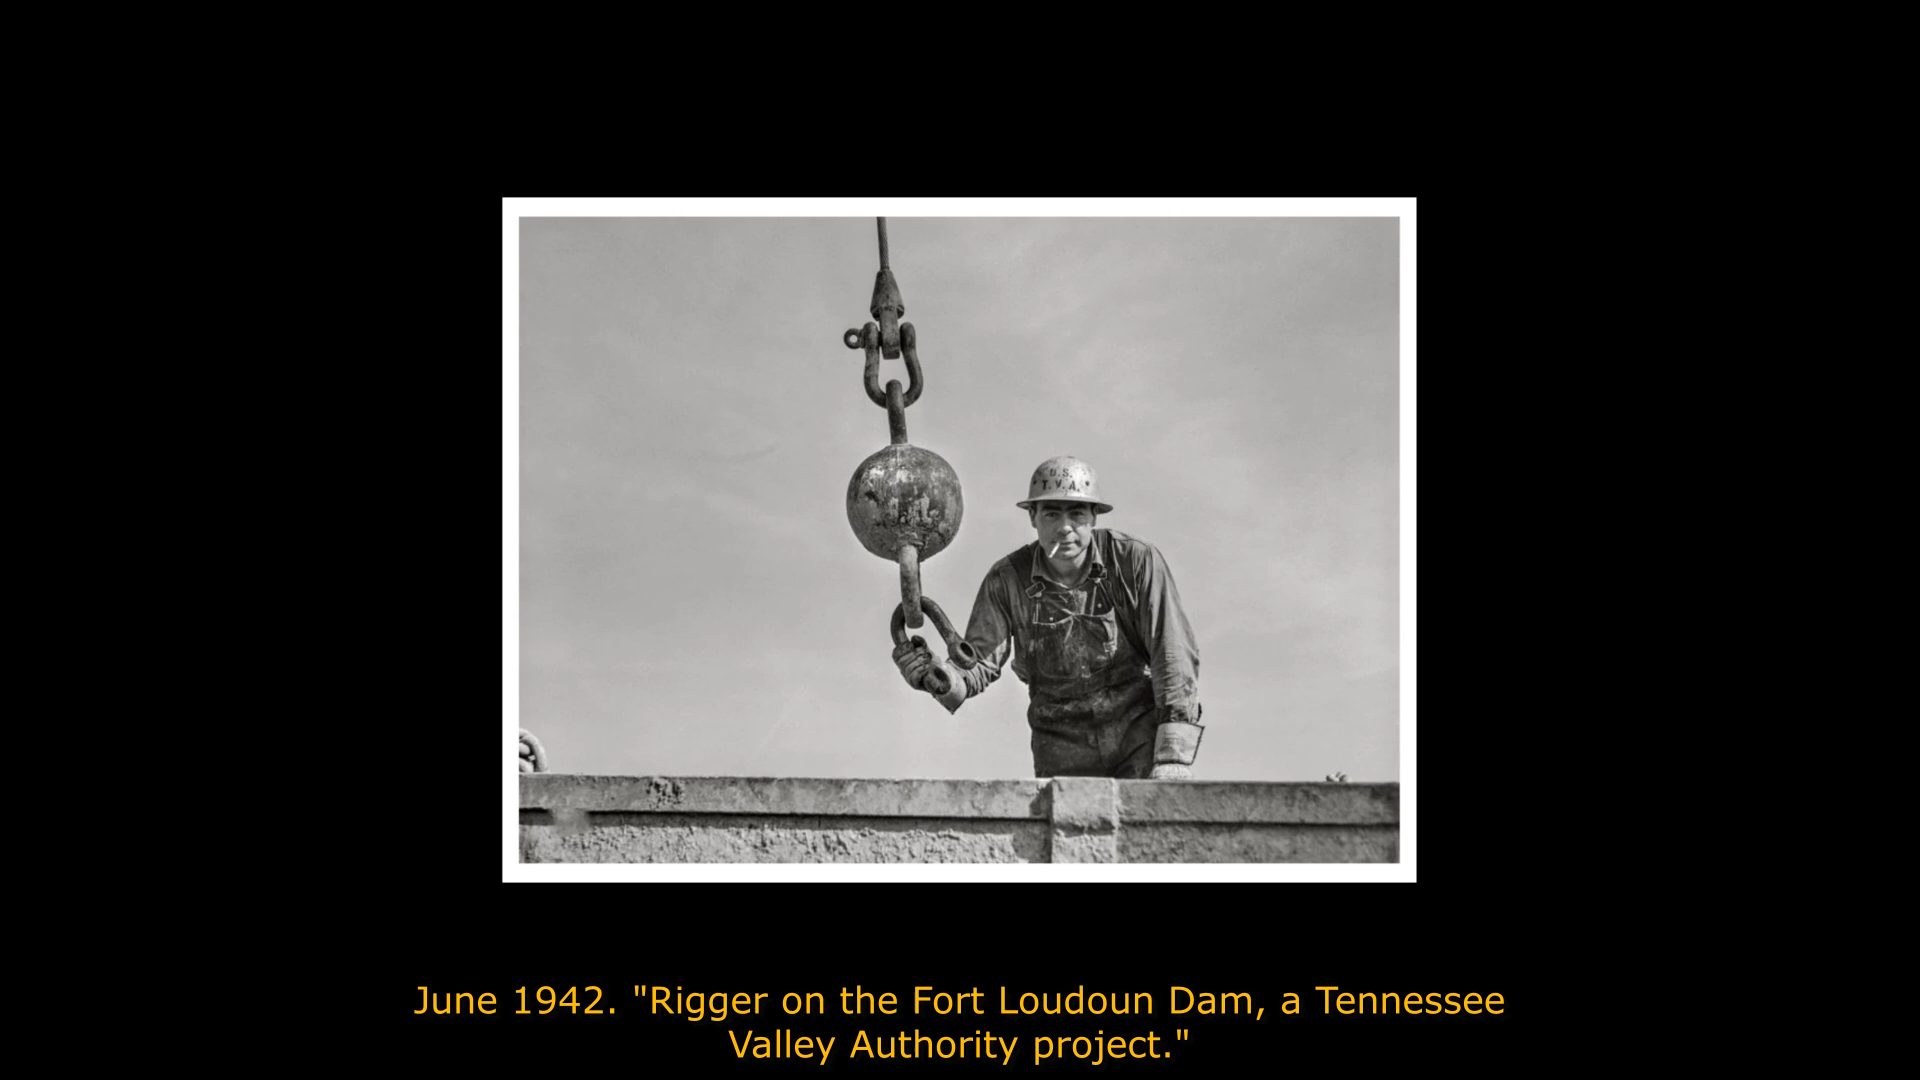 U.S.
T.V.A.
June 1942. "Rigger on the Fort Loudoun Dam, a Tennessee
Valley Authority project."